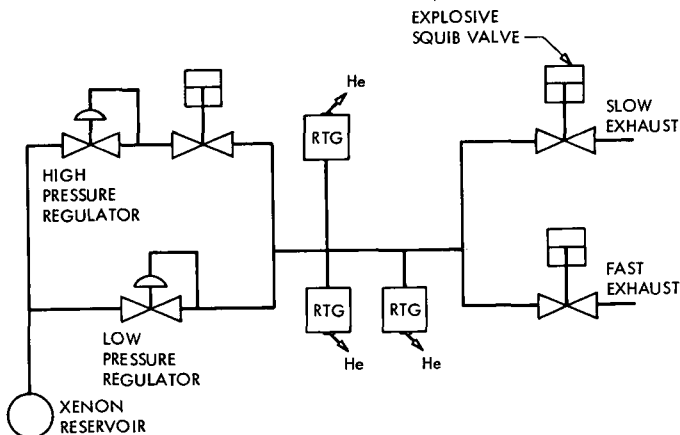 EXPLOSIVE
SQUIB VALVE
He
RTG
SLOW
EXHAUST
HIGH
PRESSURE
REGULATOR
FAST
EXHAUST
RTG
RTG
LOW
PRESSURE
REGULATOR
He
He
XENON
RESERVOIR